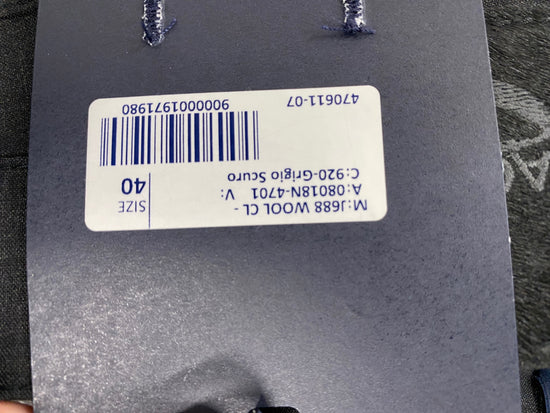 M:J688 WOOL CL -
A:08018N-4701 V:
C:920-Grigio Scuro
SIZE
40
470611-07
9000001971980